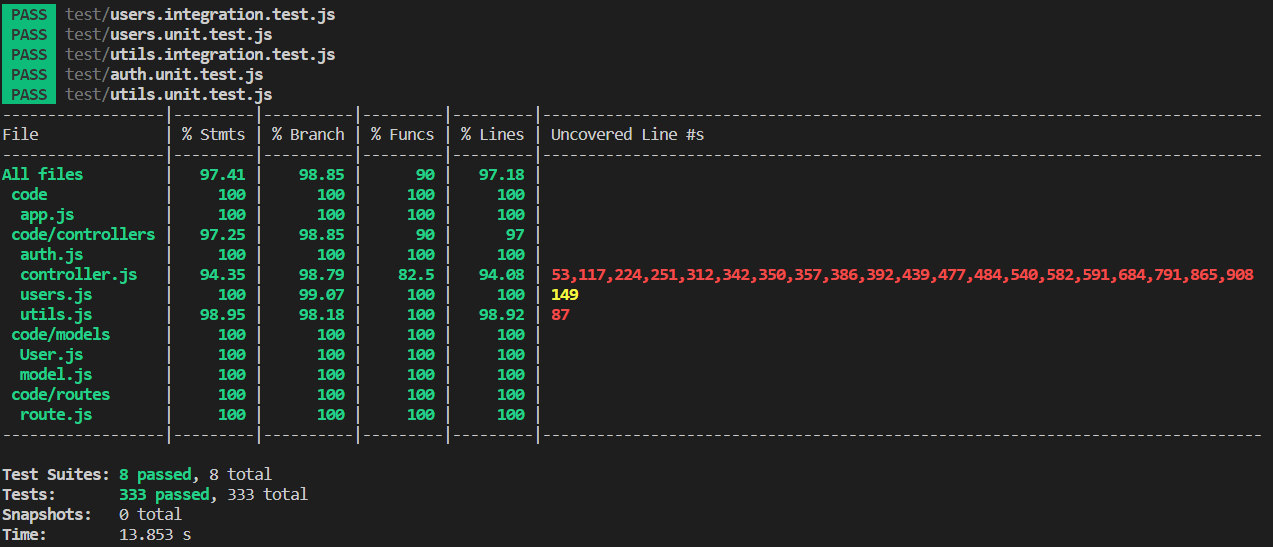 PASS test/users.integration.test.js
PASS test/users.unit.test.js
PASS test/utils.integration.test.js
PASS test/auth.unit.test.js
PASS test/utils.unit.test.js
------------------|---------|----------|---------|---------|--------------------------------------------------------------------------------
File | % Stmts | % Branch | % Funcs | % Lines | Uncovered Line #s
------------------|---------|----------|---------|---------|--------------------------------------------------------------------------------
All files | 97.41 | 98.85 | 90 | 97.18 |
code | 100 | 100 | 100 | 100 |
app.js | 100 | 100 | 100 | 100 |
code/controllers | 97.25 | 98.85 | 90 | 97 |
auth.js | 100 | 100 | 100 | 100 |
controller.js | 94.35 | 98.79 | 82.5 | 94.08 | 53,117,224,251,312,342,350,357,386,392,439,477,484,540,582,591,684,791,865,908
users.js | 100 | 99.07 | 100 | 100 | 149
utils.js | 98.95 | 98.18 | 100 | 98.92 | 87
code/models | 100 | 100 | 100 | 100 |
User.js | 100 | 100 | 100 | 100 |
model.js | 100 | 100 | 100 | 100 |
code/routes | 100 | 100 | 100 | 100 |
route.js | 100 | 100 | 100 | 100 |
------------------|---------|----------|---------|---------|--------------------------------------------------------------------------------
Test Suites: 8 passed, 8 total
Tests: 333 passed, 333 total
Snapshots: 0 total
Time: 13.853 s